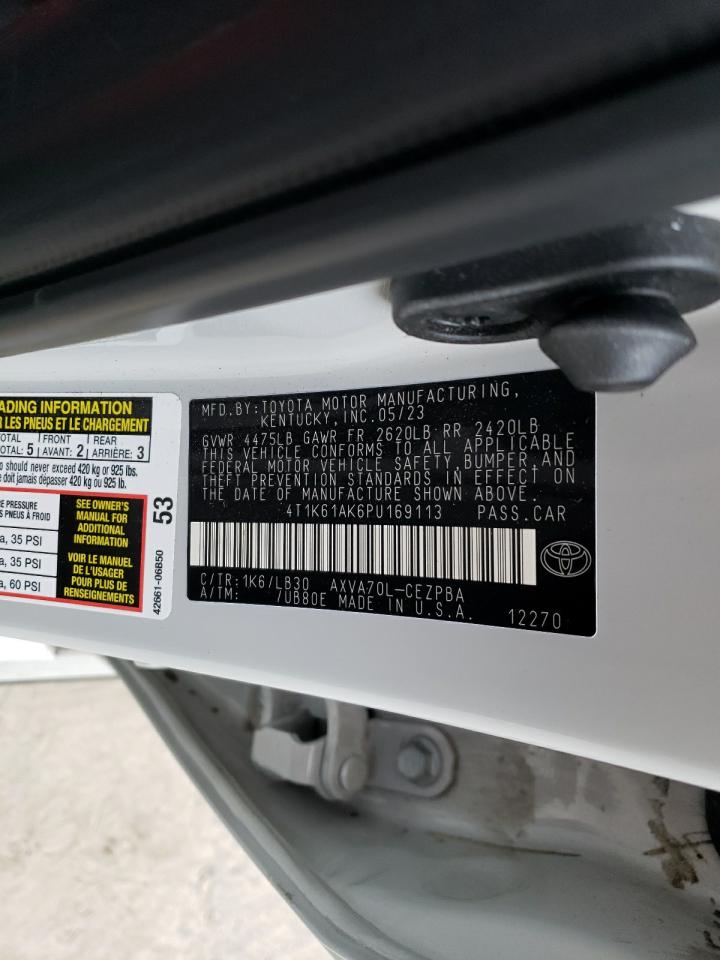 ADING INFORMATION
R LES PNEUS ET LE CHARGEMENT
TOTAL TOTAL: 5 FRONT AVANT: 2 REAR ARRIÈRE: 3
should never exceed 420 kg or 925 lbs.
doit jamais dépasser 420 kg ou 925 lb.
PRESSURE
PNEUS À FROID
a, 35 PSI
a, 35 PSI
a, 60 PSI
SEE OWNER'S
MANUAL FOR
ADDITIONAL
INFORMATION
VOIR LE MANUEL
DE L'USAGER
POUR PLUS DE
RENSEIGNEMENTS
53
42661-06B50
MFD.BY:TOYOTA MOTOR MANUFACTURING,
KENTUCKY, INC.05/23
GVWR 4475LB GAWR FR 2620LB RR 2420LB
THIS VEHICLE CONFORMS TO ALL APPLICABLE
FEDERAL MOTOR VEHICLE SAFETY,BUMPER,AND
THEFT PREVENTION STANDARDS IN EFFECT ON
THE DATE OF MANUFACTURE SHOWN ABOVE.
4T1K61AK6PU169113 PASS.CAR
C/TR:1K6/LB30 AXVA70L-CEZPBA
A/TM: 7UB80E MADE IN U.S.A. 12270